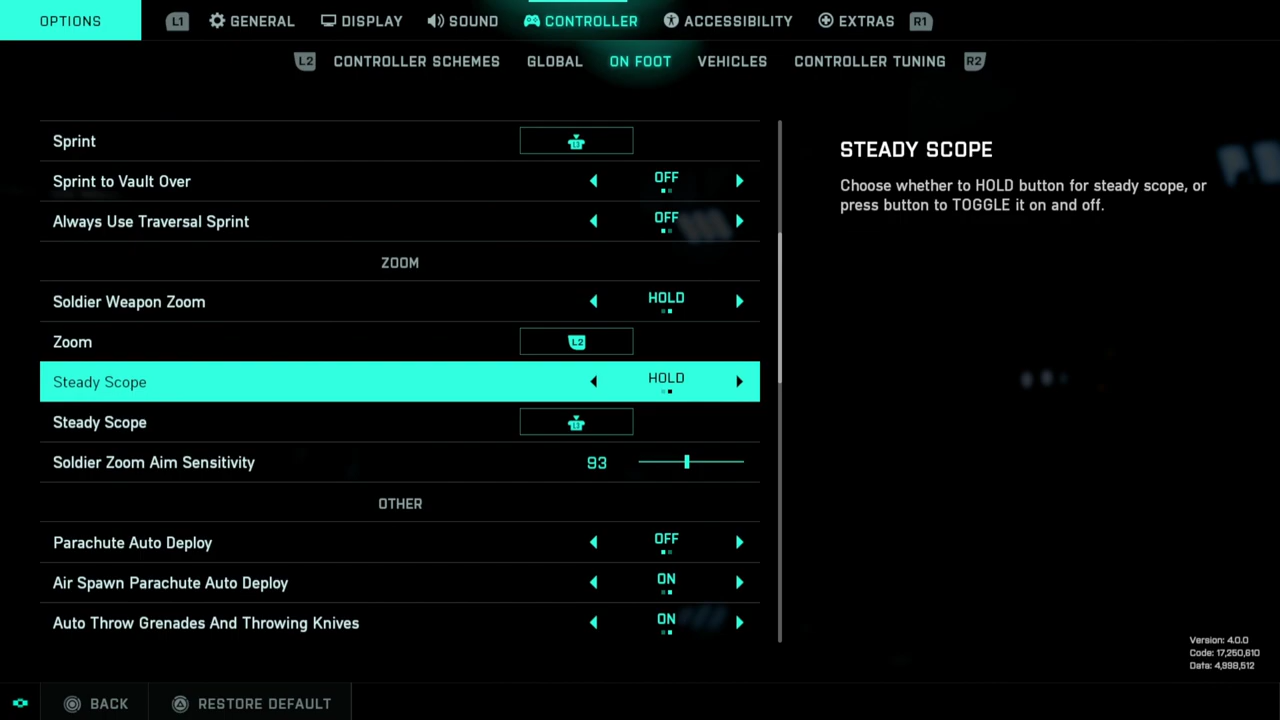 OPTIONS
L1 GENERAL DISPLAY SOUND CONTROLLER ACCESSIBILITY EXTRAS R1
L2 CONTROLLER SCHEMES GLOBAL ON FOOT VEHICLES CONTROLLER TUNING R2
Sprint L3
Sprint to Vault Over OFF
Always Use Traversal Sprint OFF
ZOOM
Soldier Weapon Zoom HOLD
Zoom L2
Steady Scope HOLD
Steady Scope L3
Soldier Zoom Aim Sensitivity 93
OTHER
Parachute Auto Deploy OFF
Air Spawn Parachute Auto Deploy ON
Auto Throw Grenades And Throwing Knives ON
STEADY SCOPE
Choose whether to HOLD button for steady scope, or
press button to TOGGLE it on and off.
Version: 4.0.0
Code: 17,250,610
Data: 4,998,512
BACK RESTORE DEFAULT